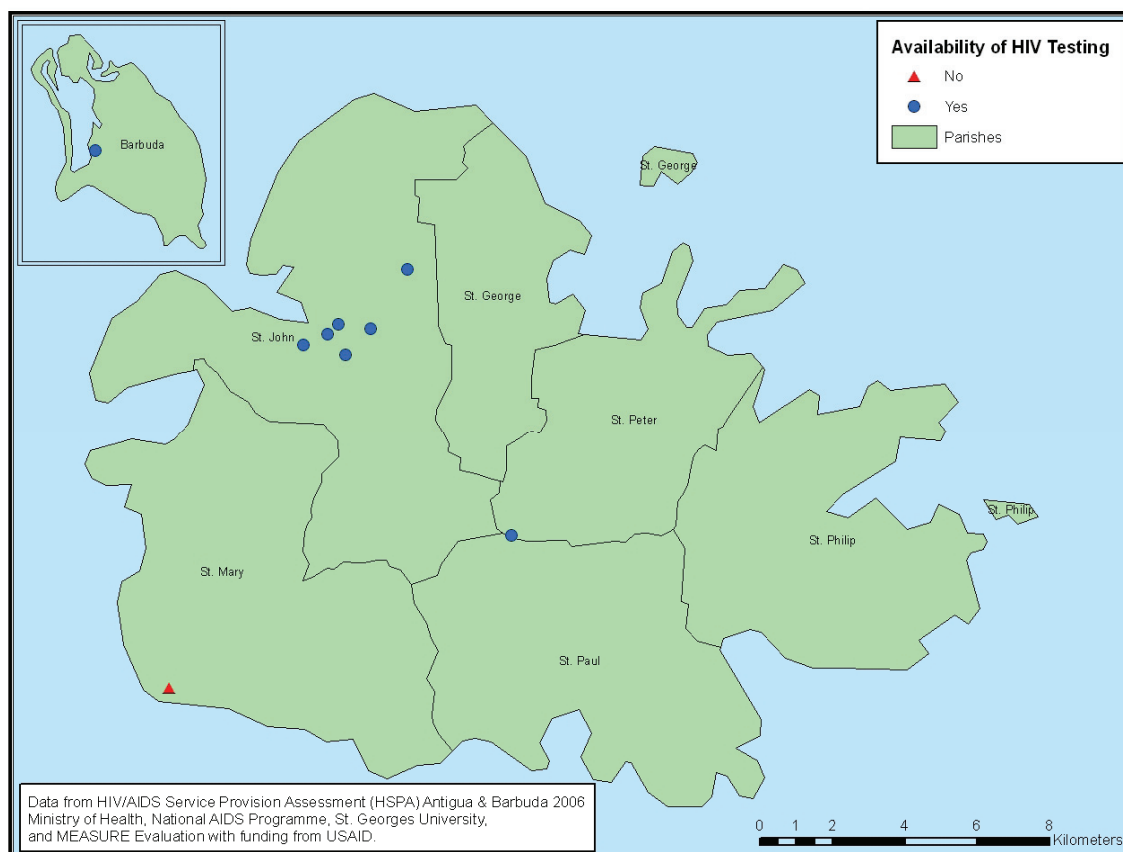 Availability of HIV Testing
No
Yes
Parishes
Barbuda
St. George
St. George
St. John
St. Peter
St. Philip
St. Philip
St. Mary
St. Paul
Data from HIV/AIDS Service Provision Assessment (HSPA) Antigua & Barbuda 2006
Ministry of Health, National AIDS Programme, St. Georges University,
and MEASURE Evaluation with funding from USAID.
0 1 2 4 6 8
Kilometers